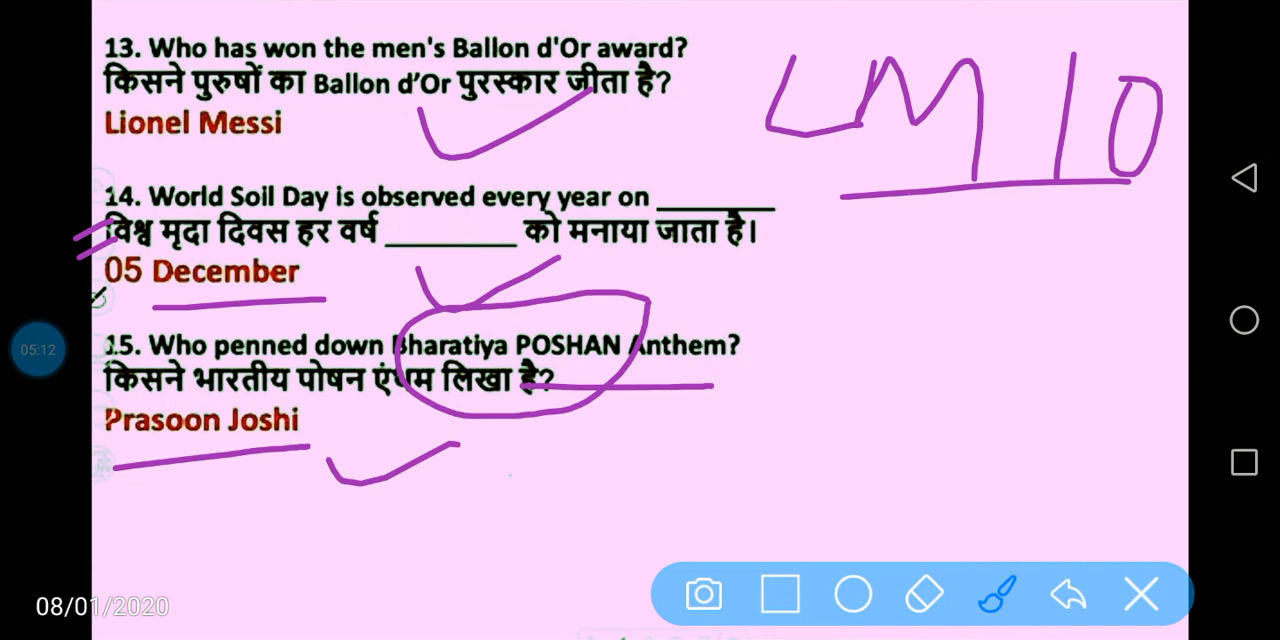 13. Who has won the men's Ballon d'Or award?
किसने पुरुषों का Ballon d'Or पुरस्कार जीता है?
Lionel Messi
LM10
14. World Soil Day is observed every year on ________
विश्व मृदा दिवस हर वर्ष _________ को मनाया जाता है।
05 December
15. Who penned down Bharatiya POSHAN Anthem?
किसने भारतीय पोषन एंथम लिखा है?
Prasoon Joshi
05:12
08/01/2020